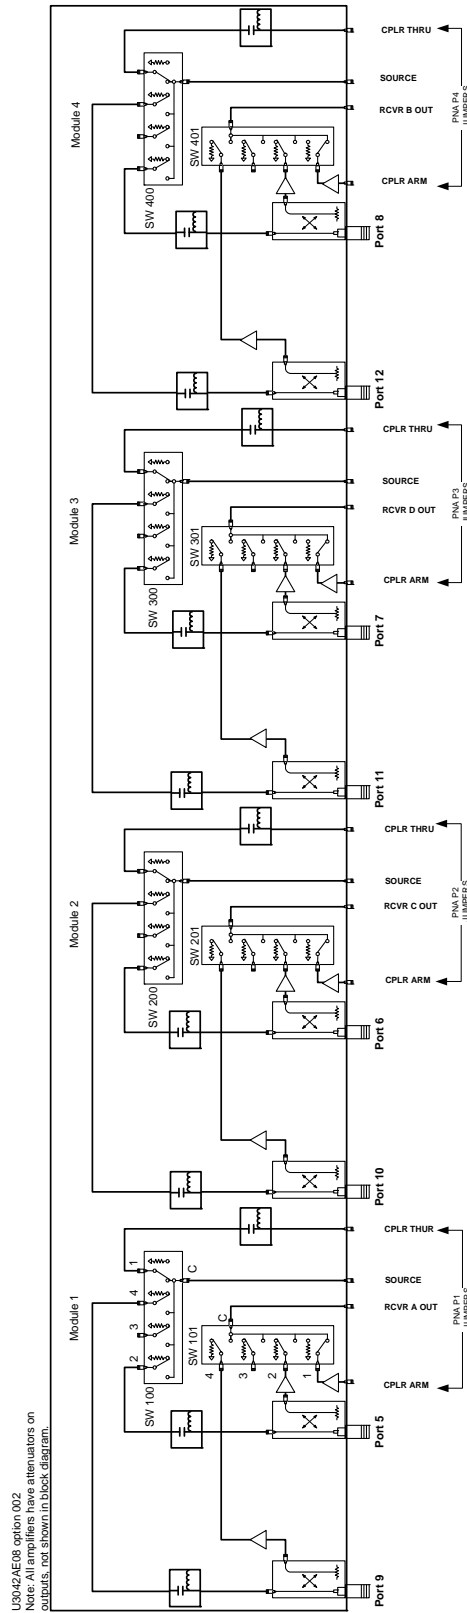 U3042AE08 option 002
Note: All amplifiers have attenuators on
outputs, not shown in block diagram.
Module 1
SW 100
2
3
4
1
C
SW 101
4
3
2
1
C
Port 9
Port 5
CPLR ARM
RCVR A OUT
SOURCE
CPLR THUR
PNA P1
JUMPERS
Module 2
SW 200
SW 201
Port 10
Port 6
CPLR ARM
RCVR C OUT
SOURCE
CPLR THRU
PNA P2
JUMPERS
Module 3
SW 300
SW 301
Port 11
Port 7
CPLR ARM
RCVR D OUT
SOURCE
CPLR THRU
PNA P3
JUMPERS
Module 4
SW 400
SW 401
Port 12
Port 8
CPLR ARM
RCVR B OUT
SOURCE
CPLR THRU
PNA P4
JUMPERS